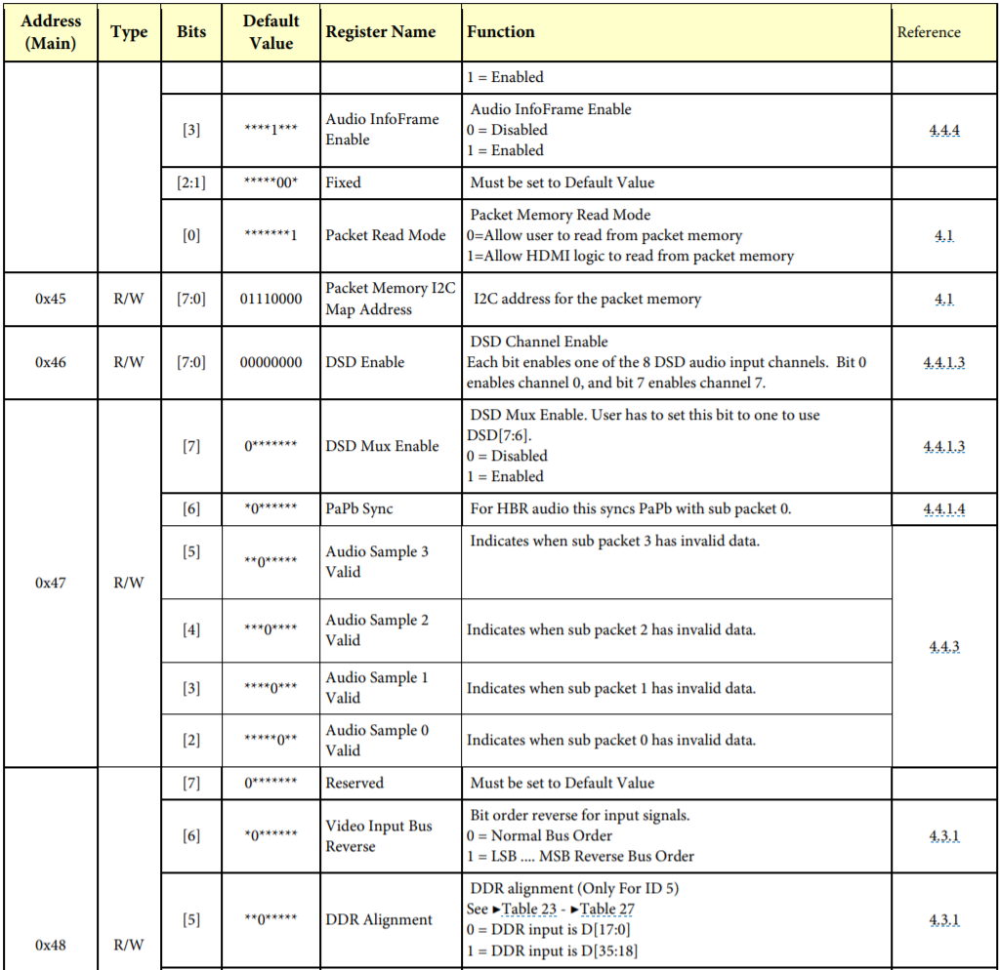 Address (Main) Type Bits Default Value Register Name Function Reference
1 = Enabled
[3] ****1*** Audio InfoFrame Enable Audio InfoFrame Enable
0 = Disabled
1 = Enabled 4.4.4
[2:1] *****00* Fixed Must be set to Default Value
[0] *******1 Packet Read Mode Packet Memory Read Mode
0=Allow user to read from packet memory
1=Allow HDMI logic to read from packet memory 4.1
0x45 R/W [7:0] 01110000 Packet Memory I2C Map Address I2C address for the packet memory 4.1
0x46 R/W [7:0] 00000000 DSD Enable DSD Channel Enable
Each bit enables one of the 8 DSD audio input channels. Bit 0
enables channel 0, and bit 7 enables channel 7. 4.4.1.3
0x47 R/W [7] 0******* DSD Mux Enable DSD Mux Enable. User has to set this bit to one to use
DSD[7:6].
0 = Disabled
1 = Enabled 4.4.1.3
[6] *0****** PaPb Sync For HBR audio this syncs PaPb with sub packet 0. 4.4.1.4
[5] **0***** Audio Sample 3 Valid Indicates when sub packet 3 has invalid data. 4.4.3
[4] ***0**** Audio Sample 2 Valid Indicates when sub packet 2 has invalid data.
[3] ****0*** Audio Sample 1 Valid Indicates when sub packet 1 has invalid data.
[2] *****0** Audio Sample 0 Valid Indicates when sub packet 0 has invalid data.
0x48 R/W [7] 0******* Reserved Must be set to Default Value
[6] *0****** Video Input Bus Reverse Bit order reverse for input signals.
0 = Normal Bus Order
1 = LSB .... MSB Reverse Bus Order 4.3.1
[5] **0***** DDR Alignment DDR alignment (Only For ID 5)
See ►Table 23 - ►Table 27
0 = DDR input is D[17:0]
1 = DDR input is D[35:18] 4.3.1